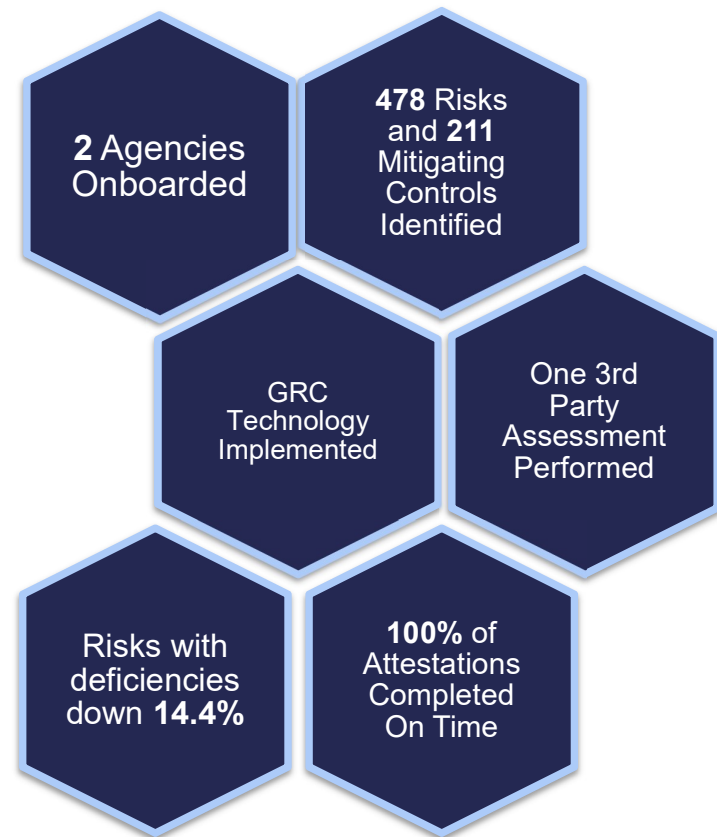 2 Agencies
Onboarded
478 Risks
and 211
Mitigating
Controls
Identified
GRC
Technology
Implemented
One 3rd
Party
Assessment
Performed
Risks with
deficiencies
down 14.4%
100% of
Attestations
Completed
On Time